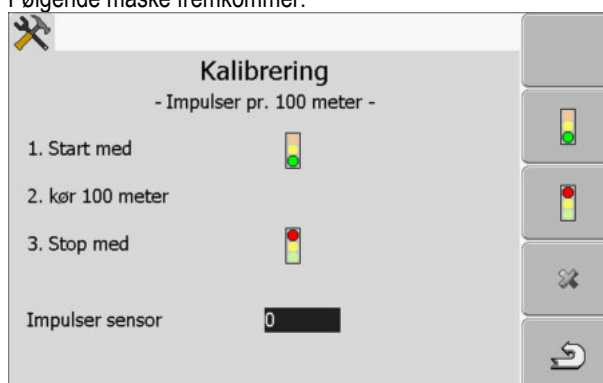 Følgende maske fremkommer:
Kalibrering
- Impulser pr. 100 meter -
1. Start med
2. kør 100 meter
3. Stop med
Impulser sensor 0